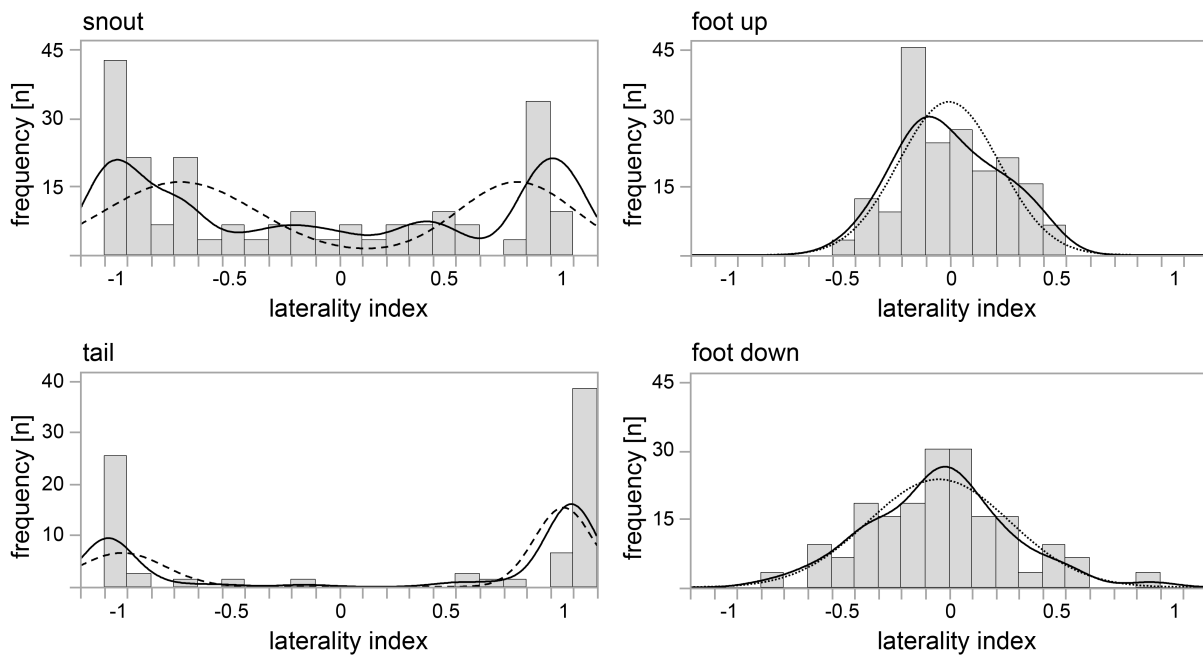 snout
45
30
15
frequency [n]
-1 -0.5 0 0.5 1
laterality index
foot up
45
30
15
frequency [n]
-1 -0.5 0 0.5 1
laterality index
tail
40
30
20
10
frequency [n]
-1 -0.5 0 0.5 1
laterality index
foot down
45
30
15
frequency [n]
-1 -0.5 0 0.5 1
laterality index